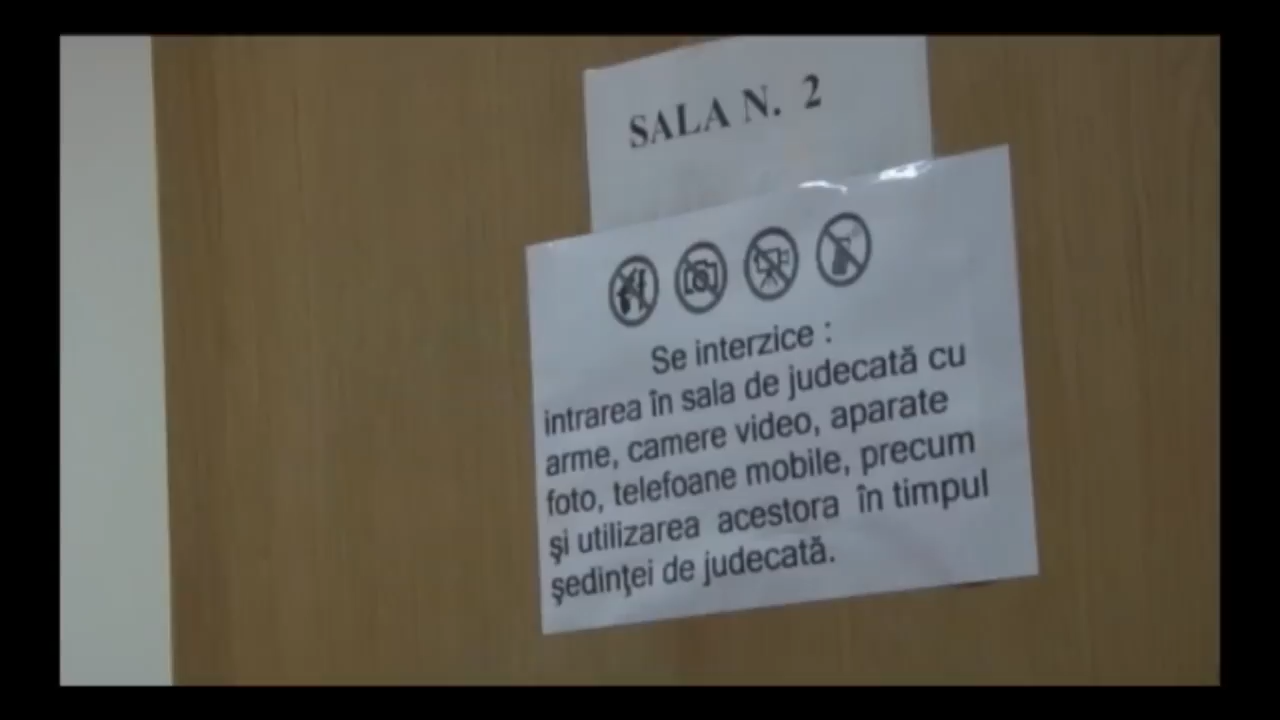 SALA N. 2
Se interzice :
intrarea în sala de judecată cu
arme, camere video, aparate
foto, telefoane mobile, precum
şi utilizarea acestora în timpul
şedinţei de judecată.